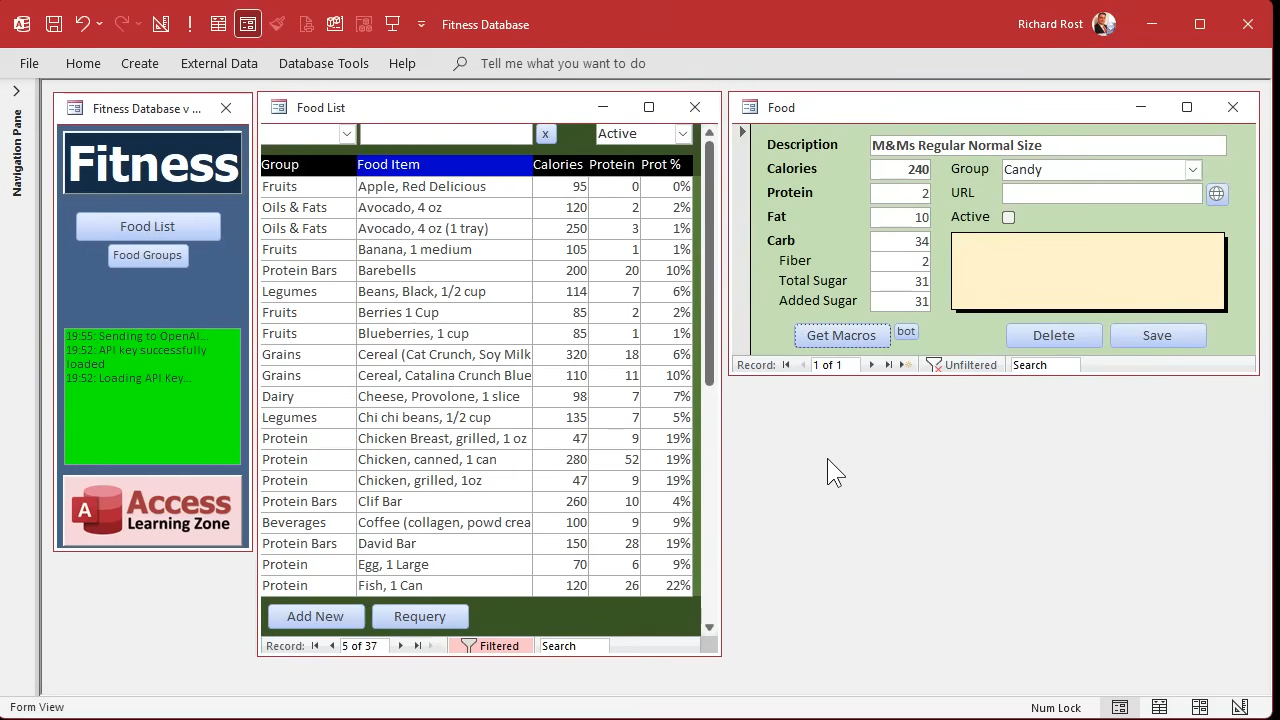 Fitness Database
Richard Rost
File Home Create External Data Database Tools Help Tell me what you want to do
Navigation Pane
Fitness Database v ...
Fitness
Food List
Food Groups
19:55: Sending to OpenAI...
19:52: API key successfully
loaded
19:52: Loading API Key...
A Access
Learning Zone
Food List
x Active
Group Food Item Calories Protein Prot %
Fruits Apple, Red Delicious 95 0 0%
Oils & Fats Avocado, 4 oz 120 2 2%
Oils & Fats Avocado, 4 oz (1 tray) 250 3 1%
Fruits Banana, 1 medium 105 1 1%
Protein Bars Barebells 200 20 10%
Legumes Beans, Black, 1/2 cup 114 7 6%
Fruits Berries 1 Cup 85 2 2%
Fruits Blueberries, 1 cup 85 1 1%
Grains Cereal (Cat Crunch, Soy Milk 320 18 6%
Grains Cereal, Catalina Crunch Blue 110 11 10%
Dairy Cheese, Provolone, 1 slice 98 7 7%
Legumes Chi chi beans, 1/2 cup 135 7 5%
Protein Chicken Breast, grilled, 1 oz 47 9 19%
Protein Chicken, canned, 1 can 280 52 19%
Protein Chicken, grilled, 1oz 47 9 19%
Protein Bars Clif Bar 260 10 4%
Beverages Coffee (collagen, powd crea 100 9 9%
Protein Bars David Bar 150 28 19%
Protein Egg, 1 Large 70 6 9%
Protein Fish, 1 Can 120 26 22%
Add New Requery
Record: 5 of 37 Filtered Search
Food
Description M&Ms Regular Normal Size
Calories 240 Group Candy
Protein 2 URL
Fat 10 Active
Carb 34
Fiber 2
Total Sugar 31
Added Sugar 31
Get Macros bot Delete Save
Record: 1 of 1 Unfiltered Search
Form View Num Lock